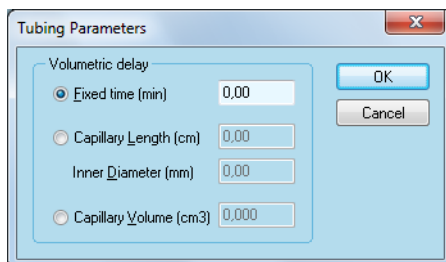 Tubing Parameters
Volumetric delay
Fixed time (min) 0,00
OK
Cancel
Capillary Length (cm) 0,00
Inner Diameter (mm) 0,00
Capillary Volume (cm3) 0,000